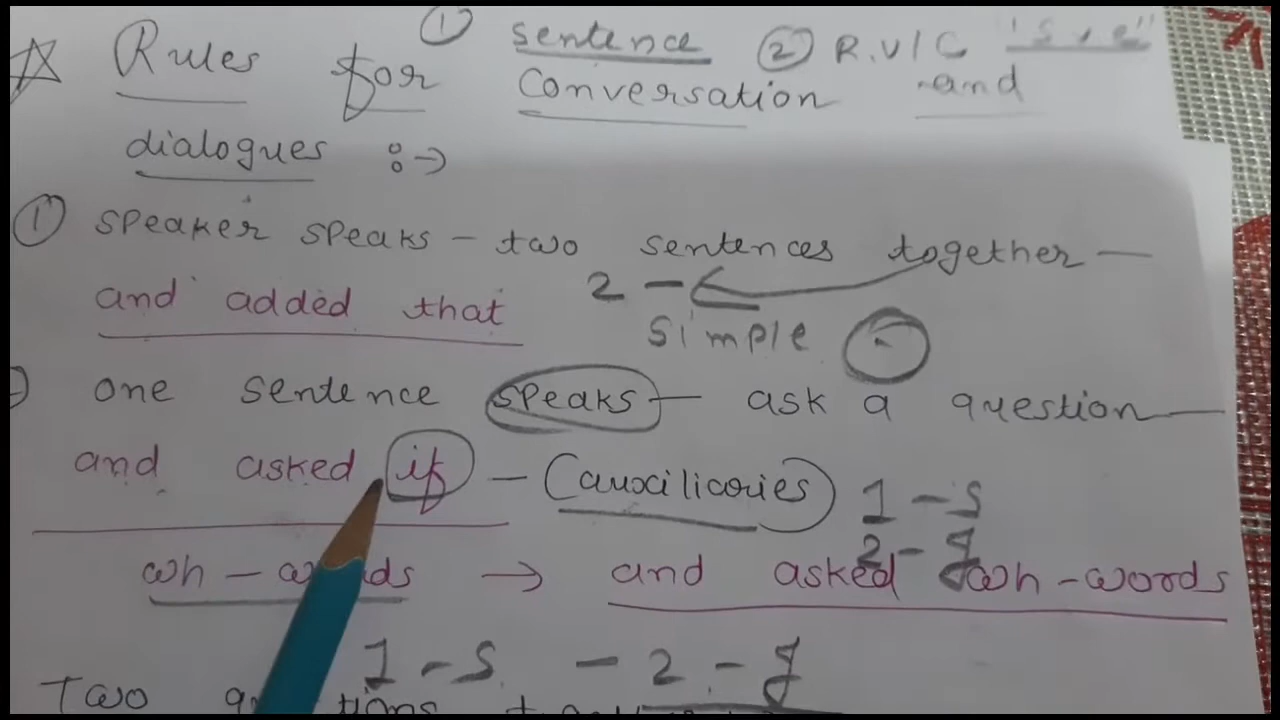 ① sentence ② R.V/C "S,,e"
Rules for Conversation and
dialogues :→
① Speaker speaks – two sentences together —
and added that 2 –
Simple
one sentence speaks — ask a question —
and asked if – (auxilicories) 1 – S
2 – q
wh – words → and asked wh – words
1 – S – 2 – q
Two